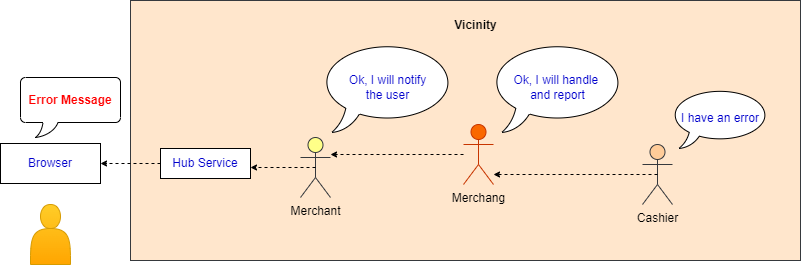 Vicinity
Ok, I will notify
the user
Ok, I will handle
and report
I have an error
Error Message
Browser
Hub Service
Merchant
Merchang
Cashier